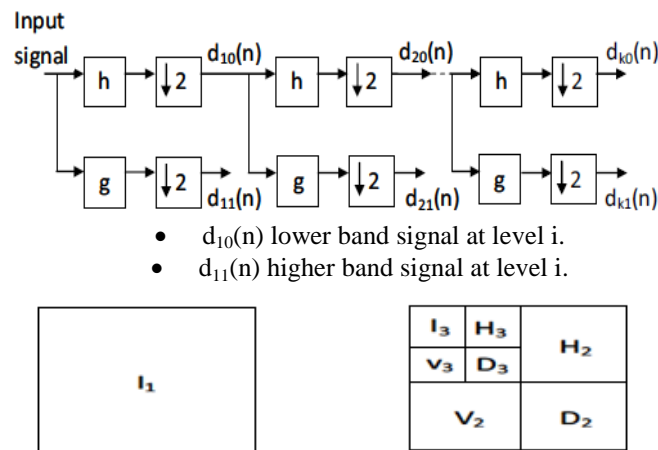 Input
signal
d10(n) d20(n) dk0(n)
h ↓2 h ↓2 h ↓2
g ↓2 g ↓2 g ↓2
d11(n) d21(n) dk1(n)
• d10(n) lower band signal at level i.
• d11(n) higher band signal at level i.
I1
I3 H3 H2
V3 D3
V2 D2